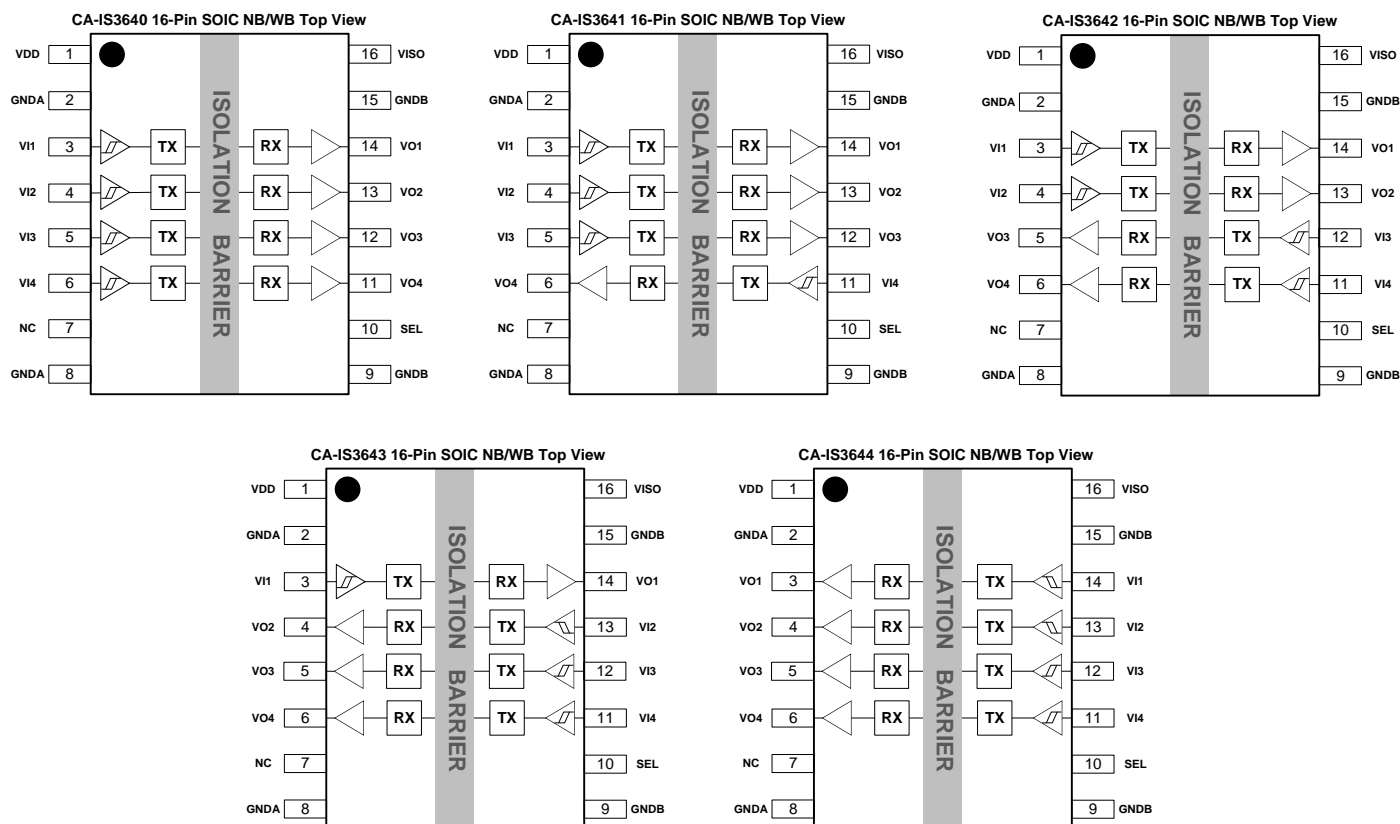 CA-IS3640 16-Pin SOIC NB/WB Top View
VDD 1 16 VISO
GNDA 2 15 GNDB
VI1 3 TX RX 14 VO1
VI2 4 TX RX 13 VO2
VI3 5 TX RX 12 VO3
VI4 6 TX RX 11 VO4
NC 7 10 SEL
GNDA 8 9 GNDB
ISOLATION BARRIER
CA-IS3641 16-Pin SOIC NB/WB Top View
VDD 1 16 VISO
GNDA 2 15 GNDB
VI1 3 TX RX 14 VO1
VI2 4 TX RX 13 VO2
VI3 5 TX RX 12 VO3
VO4 6 RX TX 11 VI4
NC 7 10 SEL
GNDA 8 9 GNDB
ISOLATION BARRIER
CA-IS3642 16-Pin SOIC NB/WB Top View
VDD 1 16 VISO
GNDA 2 15 GNDB
VI1 3 TX RX 14 VO1
VI2 4 TX RX 13 VO2
VO3 5 RX TX 12 VI3
VO4 6 RX TX 11 VI4
NC 7 10 SEL
GNDA 8 9 GNDB
ISOLATION BARRIER
CA-IS3643 16-Pin SOIC NB/WB Top View
VDD 1 16 VISO
GNDA 2 15 GNDB
VI1 3 TX RX 14 VO1
VO2 4 RX TX 13 VI2
VO3 5 RX TX 12 VI3
VO4 6 RX TX 11 VI4
NC 7 10 SEL
GNDA 8 9 GNDB
ISOLATION BARRIER
CA-IS3644 16-Pin SOIC NB/WB Top View
VDD 1 16 VISO
GNDA 2 15 GNDB
VO1 3 RX TX 14 VI1
VO2 4 RX TX 13 VI2
VO3 5 RX TX 12 VI3
VO4 6 RX TX 11 VI4
NC 7 10 SEL
GNDA 8 9 GNDB
ISOLATION BARRIER